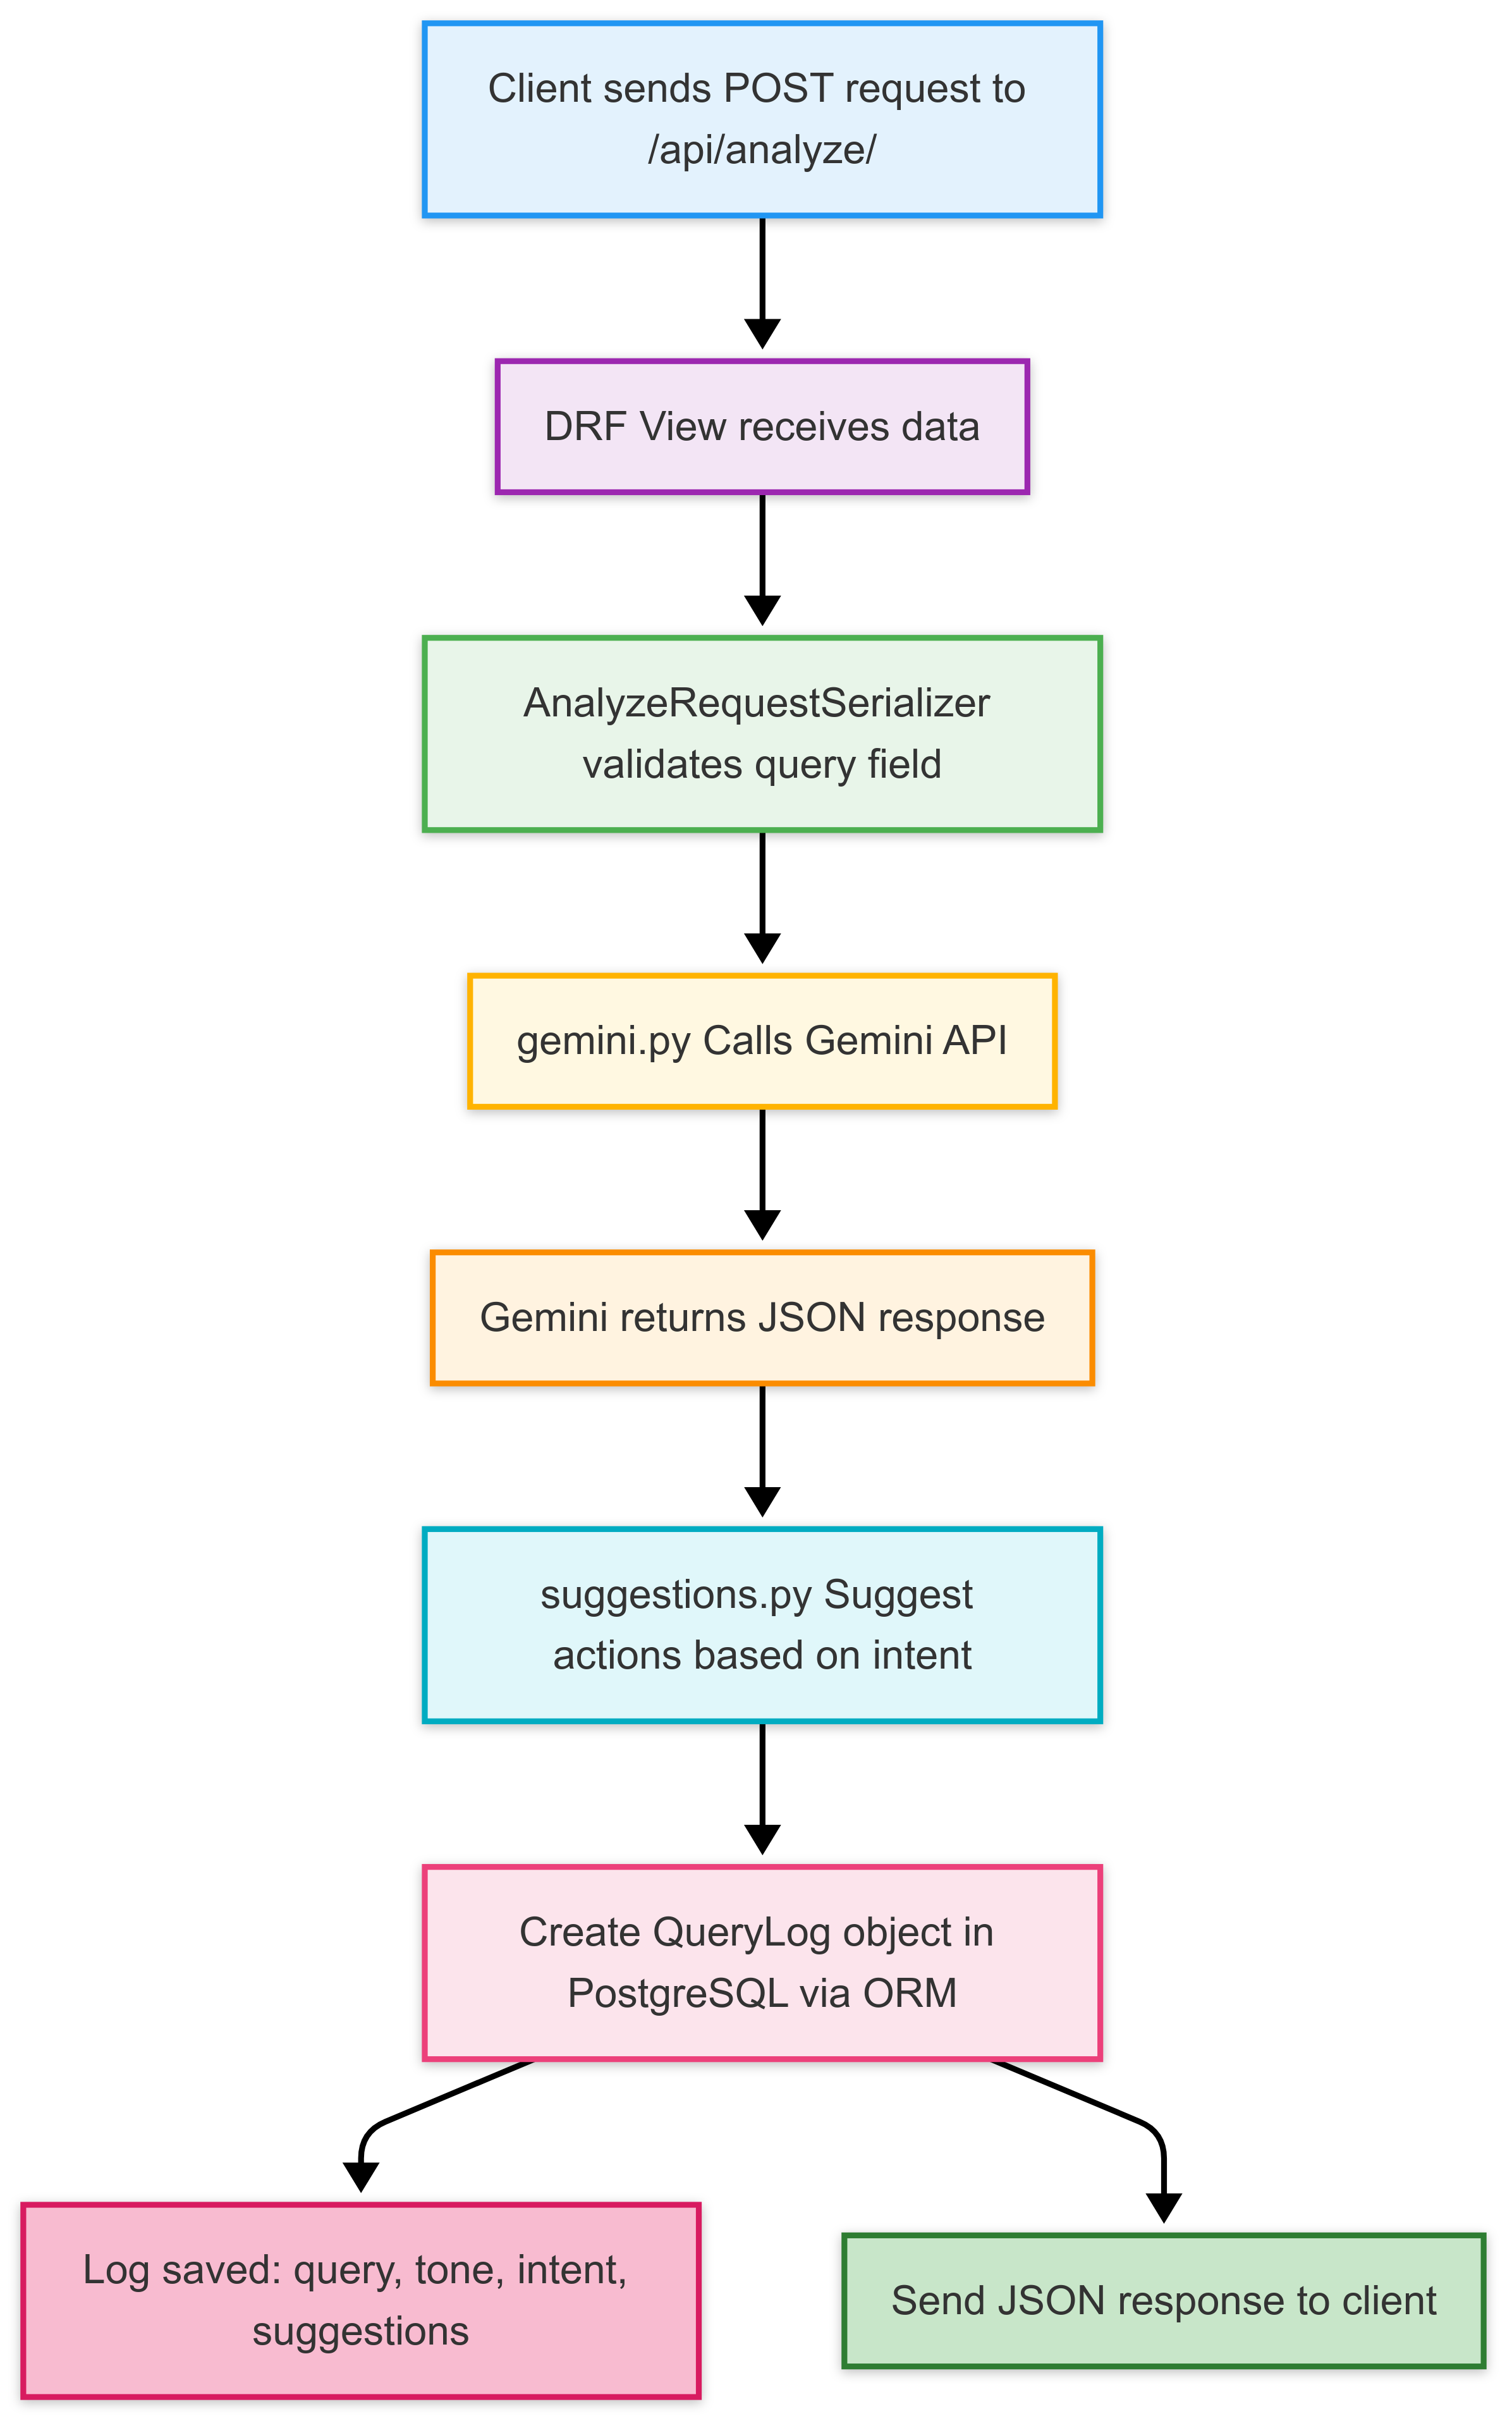 Client sends POST request to
/api/analyze/
DRF View receives data
AnalyzeRequestSerializer
validates query field
gemini.py Calls Gemini API
Gemini returns JSON response
suggestions.py Suggest
actions based on intent
Create QueryLog object in
PostgreSQL via ORM
Log saved: query, tone, intent,
suggestions
Send JSON response to client